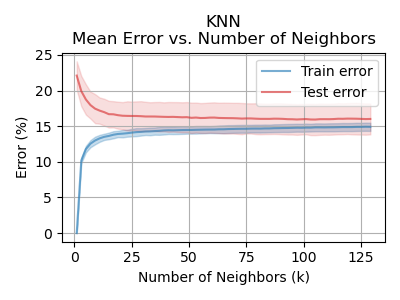 KNN
Mean Error vs. Number of Neighbors
Error (%)
25
20
15
10
5
0
Train error
Test error
0
25
50
75
100
125
Number of Neighbors (k)